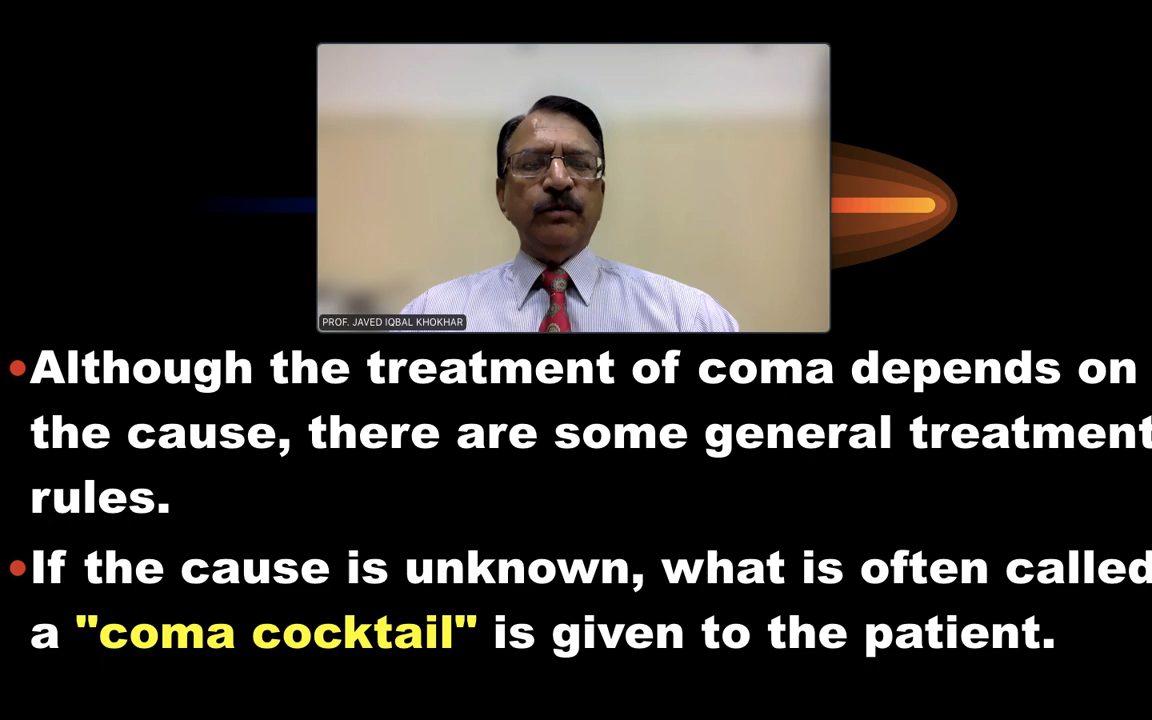 PROF. JAVED IQBAL KHOKHAR
•Although the treatment of coma depends on
the cause, there are some general treatment
rules.
•If the cause is unknown, what is often called
a "coma cocktail" is given to the patient.